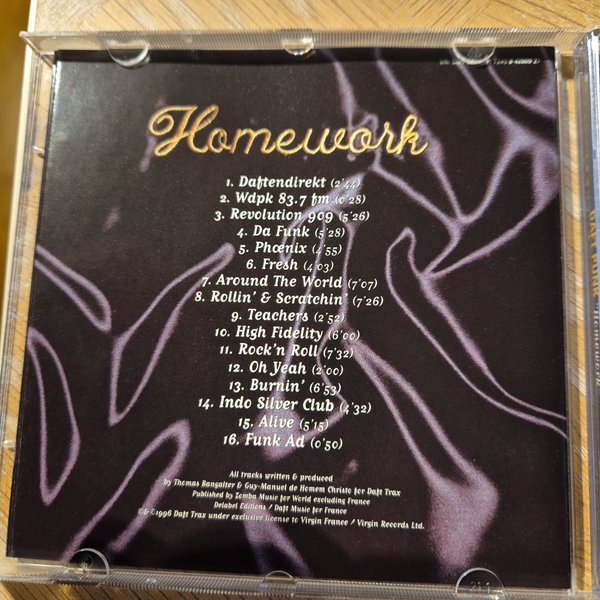 Homework
1. Daftendirekt (2'44)
2. Wdpk 83.7 fm (0'28)
3. Revolution 909 (5'26)
4. Da Funk (5'28)
5. Phœnix (4'55)
6. Fresh (4'03)
7. Around The World (7'07)
8. Rollin' & Scratchin' (7'26)
9. Teachers (2'52)
10. High Fidelity (6'00)
11. Rock'n Roll (7'32)
12. Oh Yeah (2'00)
13. Burnin' (6'53)
14. Indo Silver Club (4'32)
15. Alive (5'15)
16. Funk Ad (0'50)
All tracks written & produced
by Thomas Bangalter & Guy-Manuel de Homem Christo for Daft Trax
Published by Zomba Music for World excluding France
Delabel Editions / Daft Music for France
℗ & ©1996 Daft Trax under exclusive license to Virgin France / Virgin Records Ltd.
DAFT PUNK "Homework